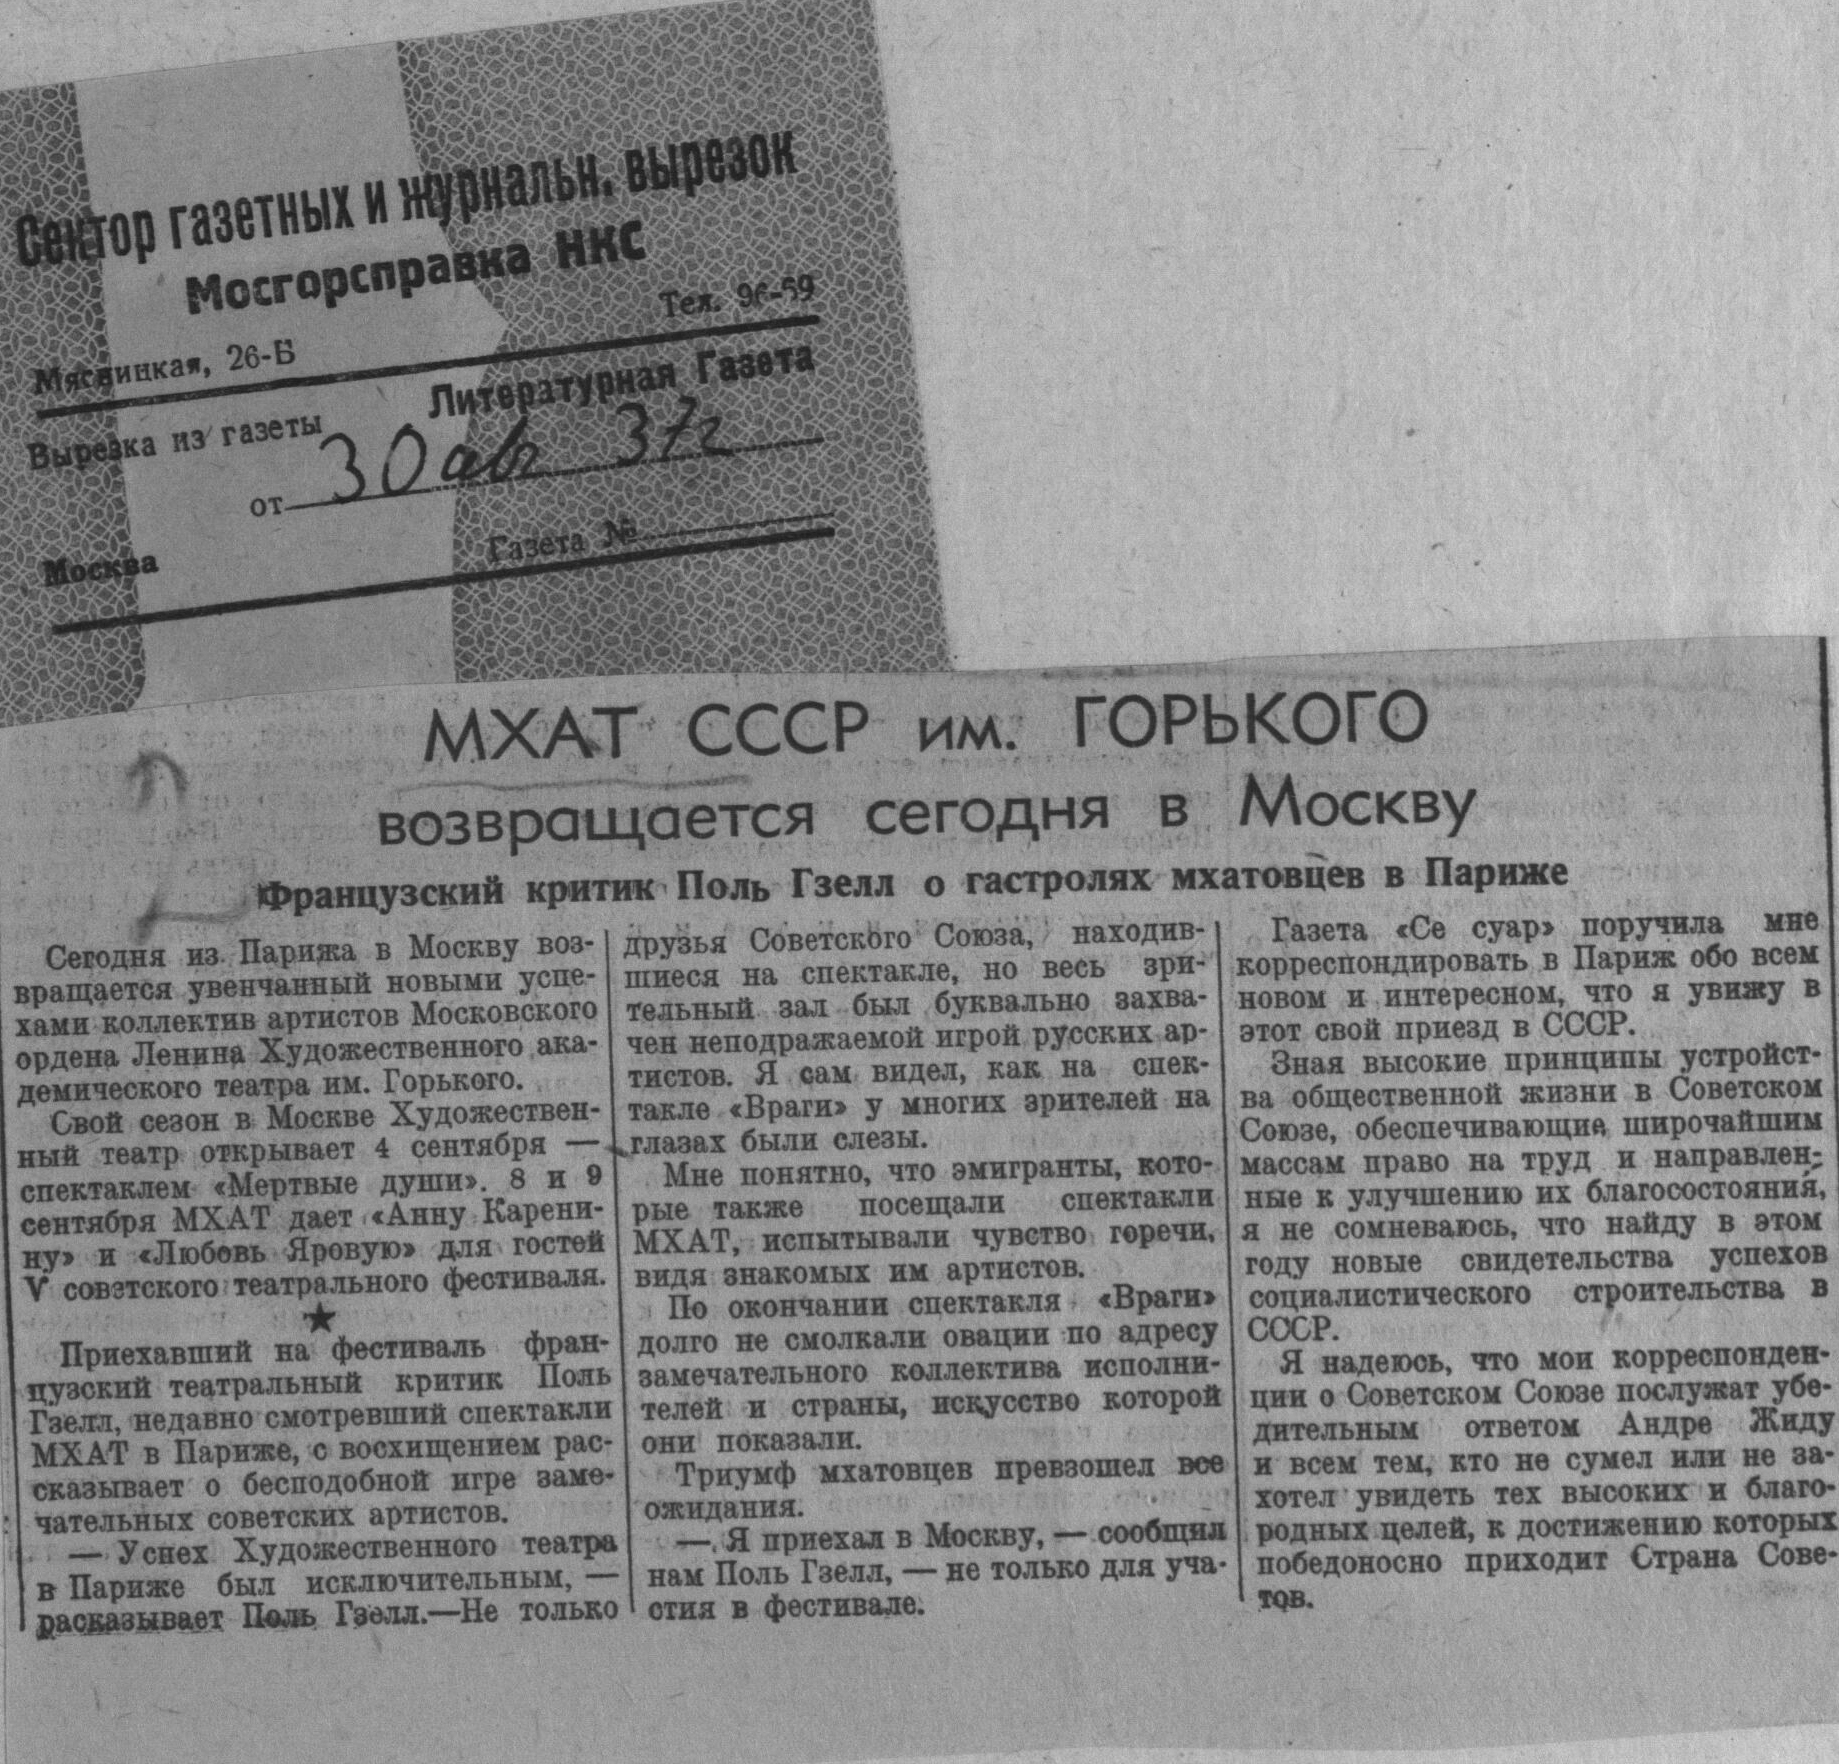 Сектор газетных и журнальн. вырезок
Мосгорсправка НКС
Мясницкая, 26-Б Тел. 96-69
Вырезка из газеты Литературная Газета
от 30 авг 37г
Москва Газета №
МХАТ СССР им. ГОРЬКОГО
возвращается сегодня в Москву
Французский критик Поль Гзелл о гастролях мхатовцев в Париже
Сегодня из Парижа в Москву воз-
вращается увенчанный новыми успе-
хами коллектив артистов Московского
ордена Ленина Художественного ака-
демического театра им. Горького.
Свой сезон в Москве Художествен-
ный театр открывает 4 сентября —
спектаклем «Мертвые души». 8 и 9
сентября МХАТ дает «Анну Карени-
ну» и «Любовь Яровую» для гостей
V советского театрального фестиваля.
★
Приехавший на фестиваль фран-
цузский театральный критик Поль
Гзелл, недавно смотревший спектакли
МХАТ в Париже, с восхищением рас-
сказывает о бесподобной игре заме-
чательных советских артистов.
— Успех Художественного театра
в Париже был исключительным, —
расказывает Поль Гзелл.—Не только
друзья Советского Союза, находив-
шиеся на спектакле, но весь зри-
тельный зал был буквально захва-
чен неподражаемой игрой русских ар-
тистов. Я сам видел, как на спек-
такле «Враги» у многих зрителей на
глазах были слезы.
Мне понятно, что эмигранты, кото-
рые также посещали спектакли
МХАТ, испытывали чувство горечи,
видя знакомых им артистов.
По окончании спектакля «Враги»
долго не смолкали овации по адресу
замечательного коллектива исполни-
телей и страны, искусство которой
они показали.
Триумф мхатовцев превзошел все
ожидания.
— Я приехал в Москву, — сообщил
нам Поль Гзелл, — не только для уча-
стия в фестивале.
Газета «Се суар» поручила мне
корреспондировать в Париж обо всем
новом и интересном, что я увижу в
этот свой приезд в СССР.
Зная высокие принципы устройст-
ва общественной жизни в Советском
Союзе, обеспечивающие широчайшим
массам право на труд и направлен-
ные к улучшению их благосостояния,
я не сомневаюсь, что найду в этом
году новые свидетельства успехов
социалистического строительства в
СССР.
Я надеюсь, что мои корреспонден-
ции о Советском Союзе послужат убе-
дительным ответом Андре Жиду
и всем тем, кто не сумел или не за-
хотел увидеть тех высоких и благо-
родных целей, к достижению которых
победоносно приходит Страна Сове-
тов.